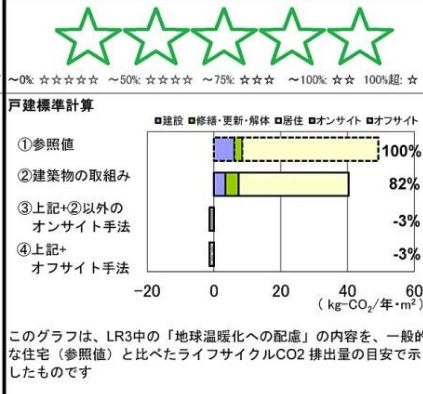 ～0%: ☆☆☆☆☆ ～50%: ☆☆☆☆ ～75%: ☆☆☆ ～100%: ☆☆ 100%超: ☆
戸建標準計算
■建設 ■修繕・更新・解体 □居住 ■オンサイト ■オフサイト
①参照値 100%
②建築物の取組み 82%
③上記+②以外の
オンサイト手法 -3%
④上記+
オフサイト手法 -3%
-20 0 20 40 60
( kg-CO₂/年・m² )
このグラフは、LR3中の「地球温暖化への配慮」の内容を、一般的
な住宅（参照値）と比べたライフサイクルCO2 排出量の目安で示
したものです